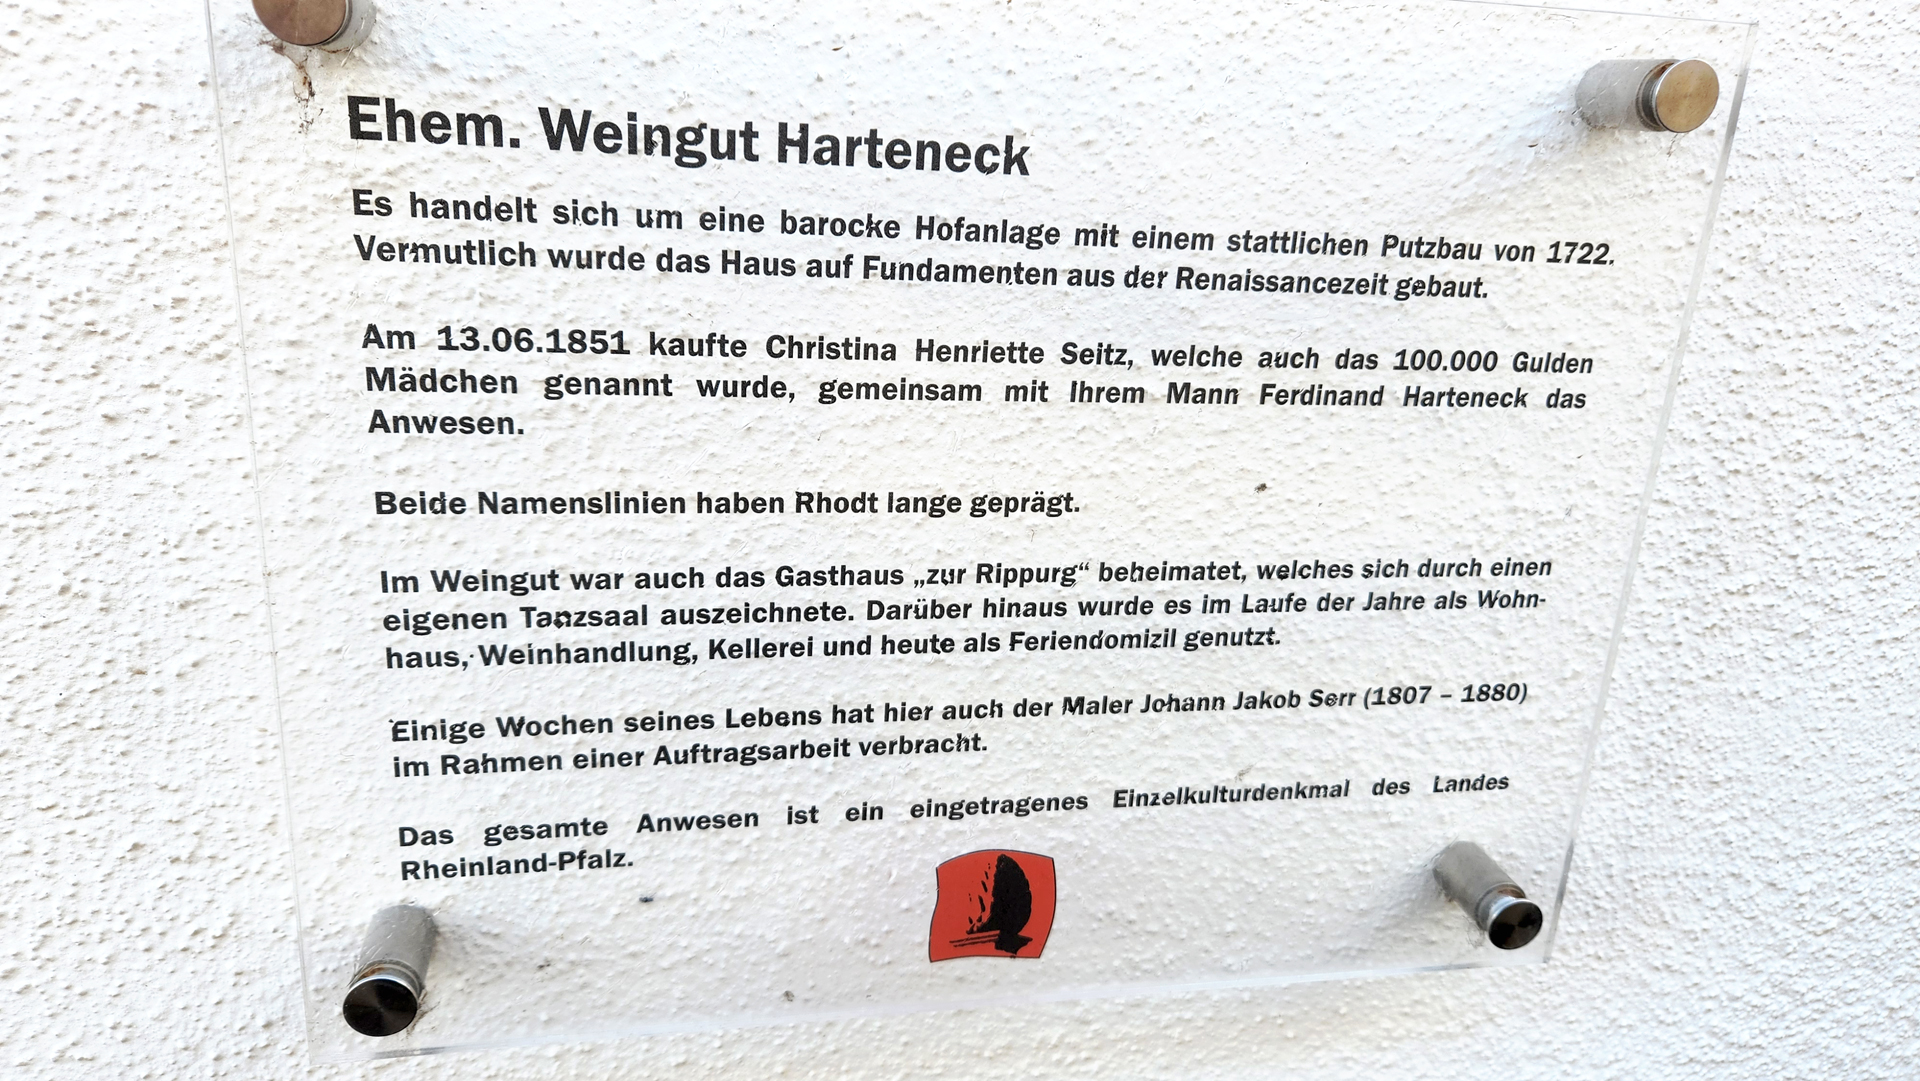 Ehem. Weingut Harteneck
Es handelt sich um eine barocke Hofanlage mit einem stattlichen Putzbau von 1722.
Vermutlich wurde das Haus auf Fundamenten aus der Renaissancezeit gebaut.
Am 13.06.1851 kaufte Christina Henriette Seitz, welche auch das 100.000 Gulden
Mädchen genannt wurde, gemeinsam mit Ihrem Mann Ferdinand Harteneck das
Anwesen.
Beide Namenslinien haben Rhodt lange geprägt.
Im Weingut war auch das Gasthaus „zur Rippurg“ beheimatet, welches sich durch einen
eigenen Tanzsaal auszeichnete. Darüber hinaus wurde es im Laufe der Jahre als Wohn-
haus, Weinhandlung, Kellerei und heute als Feriendomizil genutzt.
Einige Wochen seines Lebens hat hier auch der Maler Johann Jakob Serr (1807 – 1880)
im Rahmen einer Auftragsarbeit verbracht.
Das gesamte Anwesen ist ein eingetragenes Einzelkulturdenkmal des Landes
Rheinland-Pfalz.